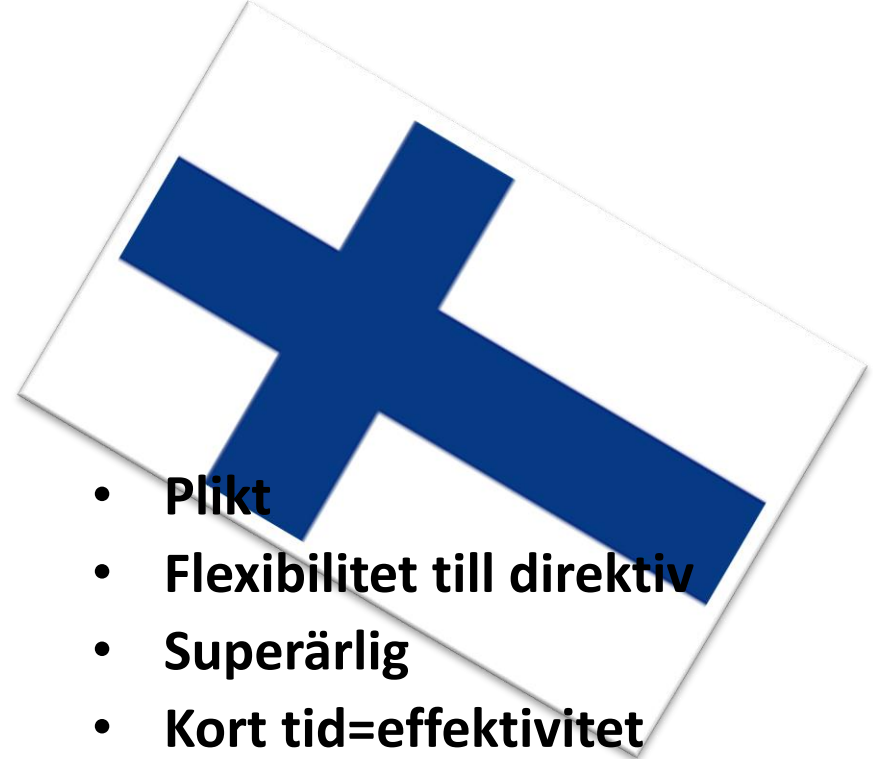 • Plikt
• Flexibilitet till direktiv
• Superärlig
• Kort tid=effektivitet